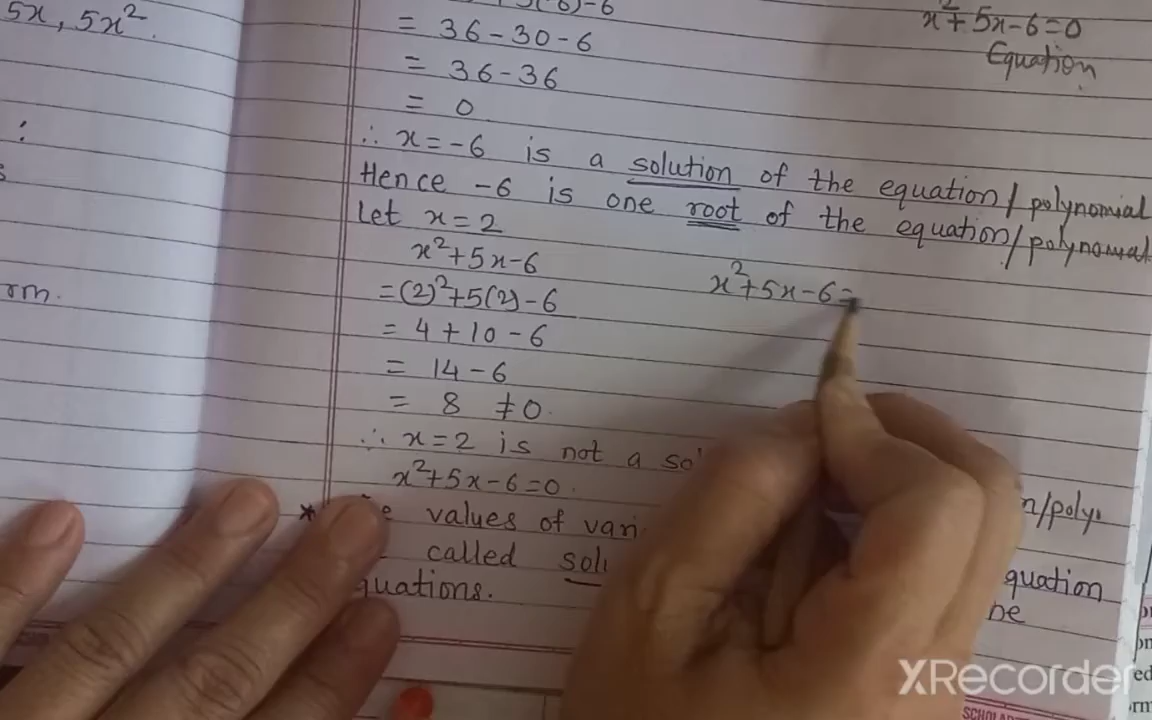 5x, 5x².
:
rm.
= 36-30-6
= 36-36
= 0
∴ x=-6 is a solution of the equation/polynomial
Hence -6 is one root of the equation/polynomial
Let x=2
x²+5x-6
=(2)²+5(2)-6
= 4+10-6
= 14-6
= 8 ≠0.
∴ x=2 is not a
x²+5x-6=0.
* values of
called
quations.
x²+5x-6=0
Equation
x²+5x-6=
n/poly.
quation
XRecorder